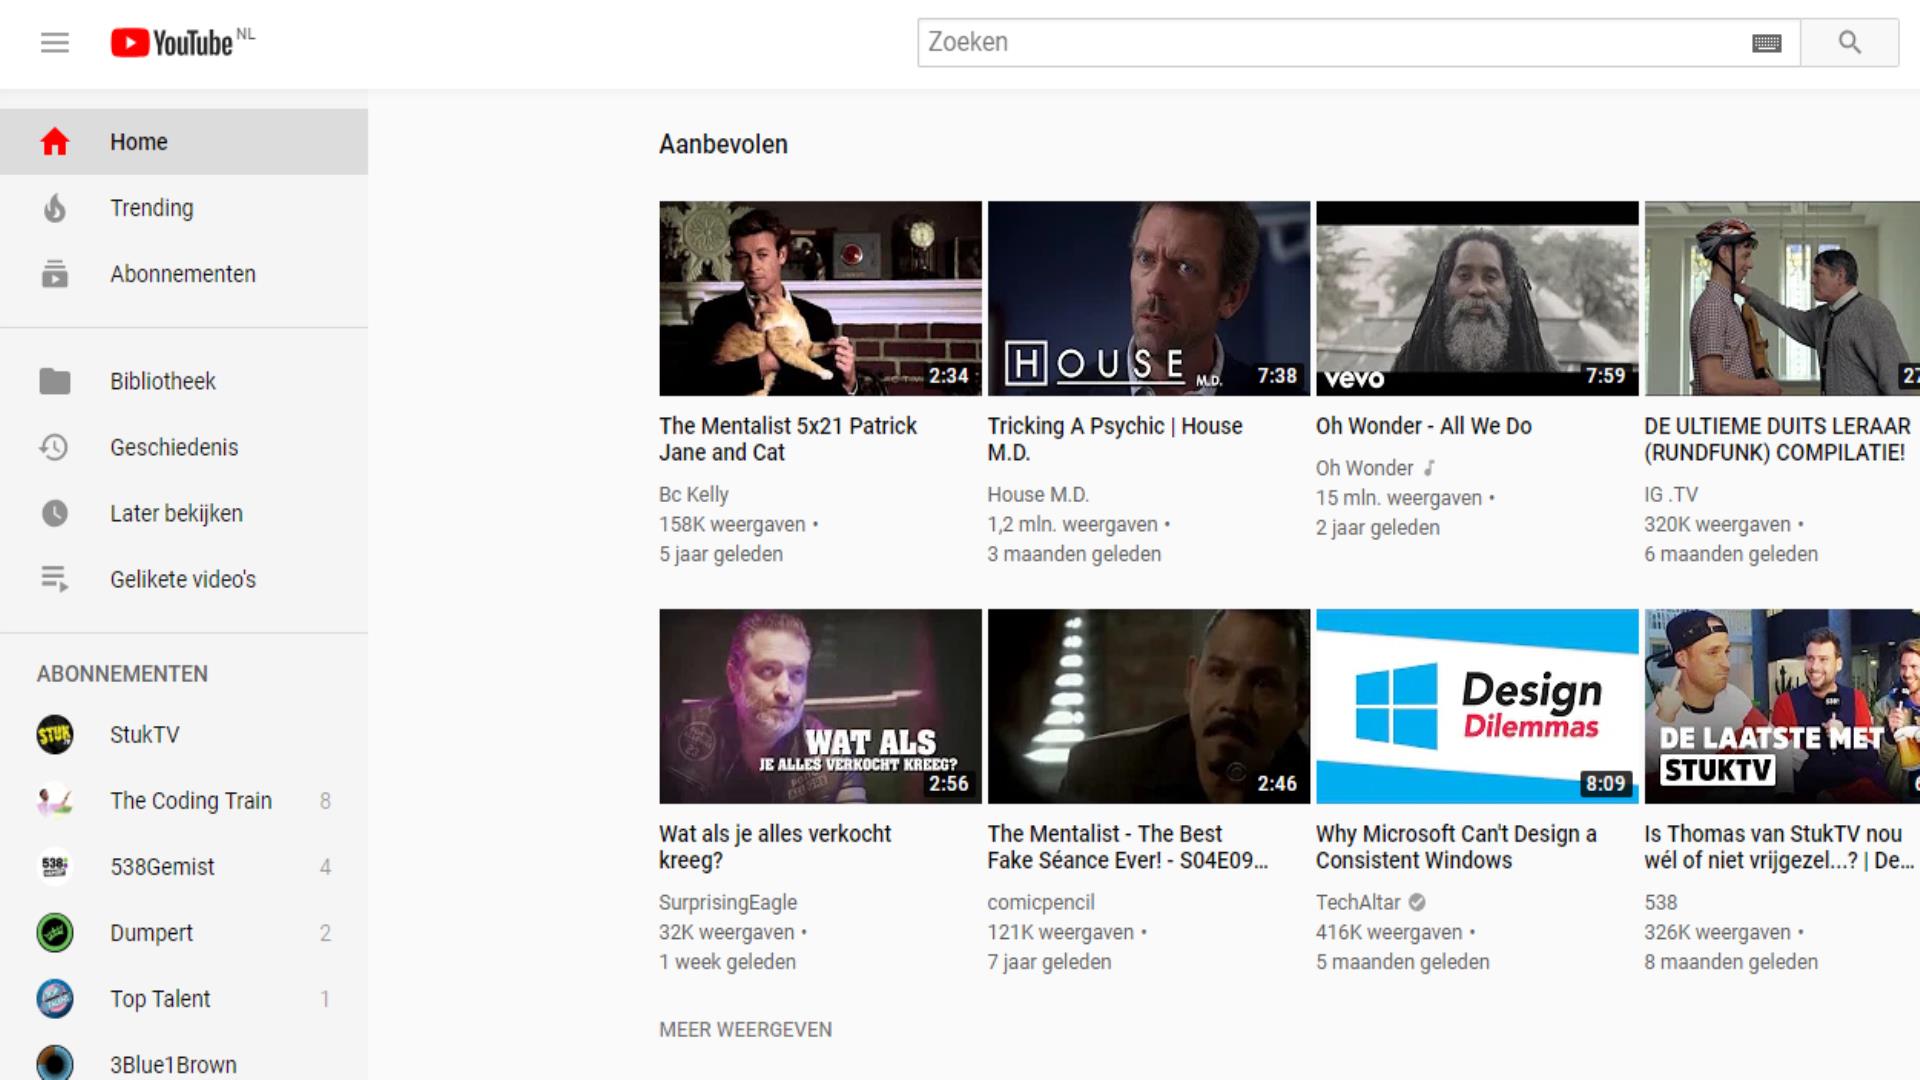 YouTube NL
Zoeken
Home
Trending
Abonnementen
Bibliotheek
Geschiedenis
Later bekijken
Gelikete video's
ABONNEMENTEN
StukTV
The Coding Train 8
538Gemist 4
Dumpert 2
Top Talent 1
3Blue1Brown
Aanbevolen
HOUSE M.D.
2:34
7:38
vevo
7:59
27
The Mentalist 5x21 Patrick
Jane and Cat
Bc Kelly
158K weergaven •
5 jaar geleden
Tricking A Psychic | House
M.D.
House M.D.
1,2 mln. weergaven •
3 maanden geleden
Oh Wonder - All We Do
Oh Wonder
15 mln. weergaven •
2 jaar geleden
DE ULTIEME DUITS LERAAR
(RUNDFUNK) COMPILATIE!
IG .TV
320K weergaven •
6 maanden geleden
WAT ALS
JE ALLES VERKOCHT KREEG?
2:56
2:46
Design
Dilemmas
8:09
DE LAATSTE MET
STUKTV
Wat als je alles verkocht
kreeg?
SurprisingEagle
32K weergaven •
1 week geleden
The Mentalist - The Best
Fake Séance Ever! - S04E09...
comicpencil
121K weergaven •
7 jaar geleden
Why Microsoft Can't Design a
Consistent Windows
TechAltar
416K weergaven •
5 maanden geleden
Is Thomas van StukTV nou
wél of niet vrijgezel...? | De...
538
326K weergaven •
8 maanden geleden
MEER WEERGEVEN